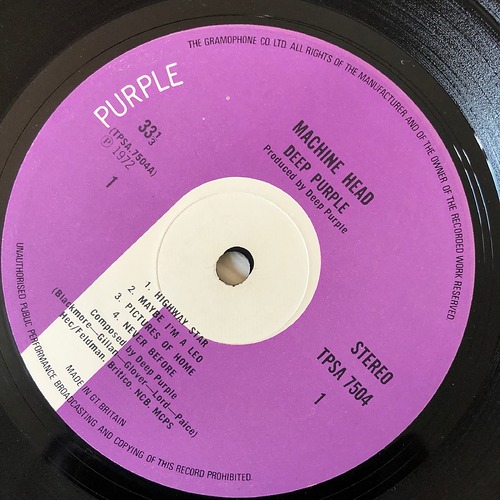 THE GRAMOPHONE CO LTD. ALL RIGHTS OF THE MANUFACTURER AND OF THE OWNER OF THE RECORDED WORK RESERVED
PURPLE
33⅓
(TPSA.7504A)
Ⓟ 1972
1
MACHINE HEAD
DEEP PURPLE
Produced by Deep Purple
STEREO
TPSA 7504
1
1. HIGHWAY STAR
2. MAYBE I'M A LEO
3. PICTURES OF HOME
4. NEVER BEFORE
Composed by Deep Purple
(Blackmore—Gillan—Glover—Lord—Paice)
Hec/Feldman, Britico, NCB, MCPS
MADE IN GT BRITAIN
UNAUTHORISED PUBLIC PERFORMANCE BROADCASTING AND COPYING OF THIS RECORD PROHIBITED.